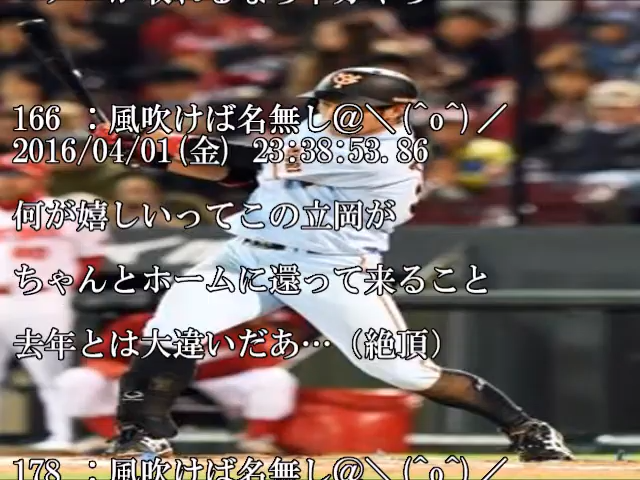 166 ：風吹けば名無し＠＼(^o^)／
2016/04/01(金) 23:38:53.86
何が嬉しいってこの立岡が
ちゃんとホームに還って来ること
去年とは大違いだあ…（絶頂）
178 ：風吹けば名無し＠＼(^o^)／